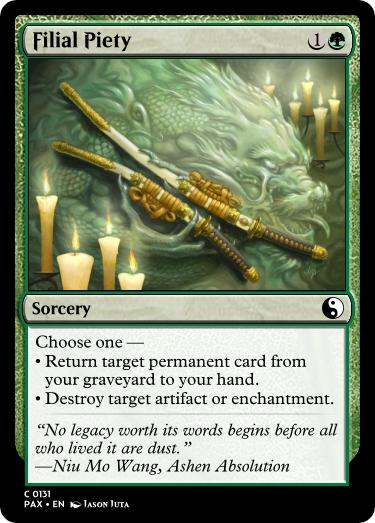 Filial Piety 1
Sorcery
Choose one —
• Return target permanent card from
your graveyard to your hand.
• Destroy target artifact or enchantment.
“No legacy worth its words begins before all
who lived it are dust.”
—Niu Mo Wang, Ashen Absolution
C 0131
PAX • EN Jason Juta